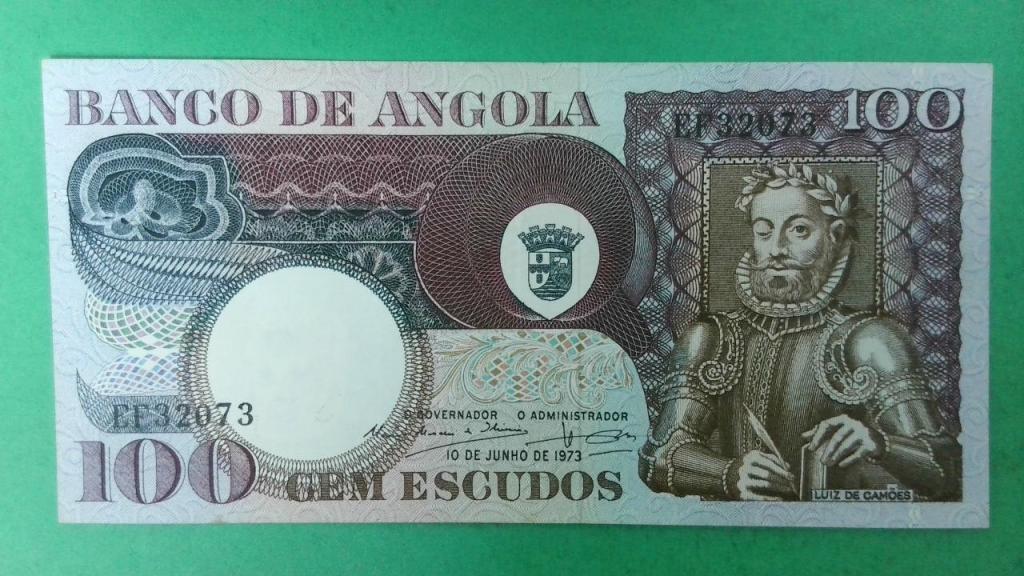 BANCO DE ANGOLA
EF32073 100
EF32073
O GOVERNADOR O ADMINISTRADOR
10 DE JUNHO DE 1973
100 CEM ESCUDOS
LUIZ DE CAMÕES